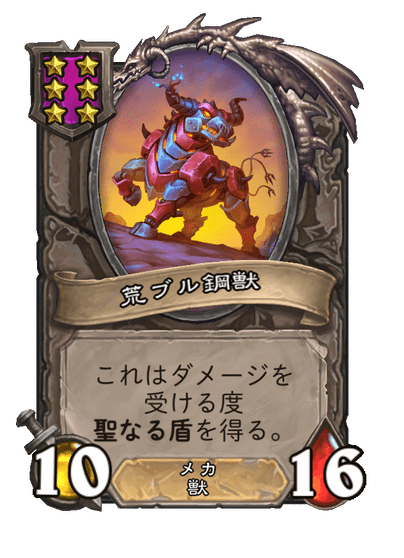 荒ブル鋼獣
これはダメージを
受ける度
聖なる盾を得る。
メカ
獣
10
16